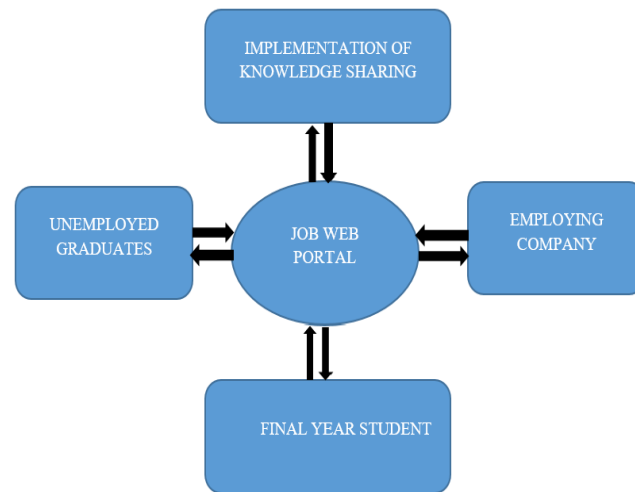 IMPLEMENTATION OF
KNOWLEDGE SHARING
UNEMPLOYED
GRADUATES
JOB WEB
PORTAL
EMPLOYING
COMPANY
FINAL YEAR STUDENT